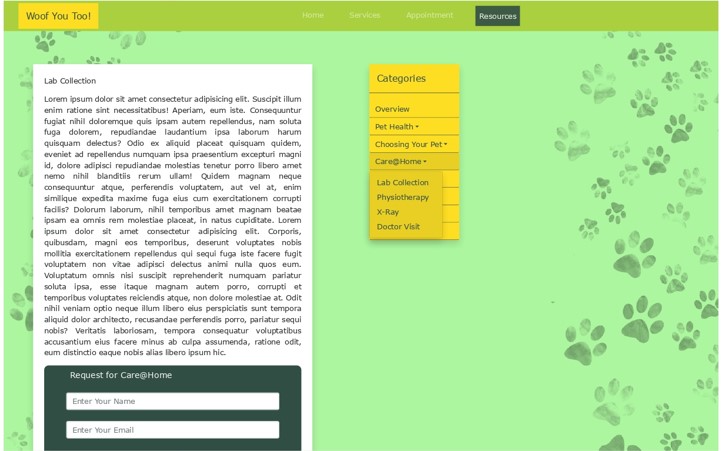 Woof You Too!
Home
Services
Appointment
Resources
Lab Collection
Lorem ipsum dolor sit amet consectetur adipisicing elit. Suscipit illum
enim ratione sint necessitatibus! Aperiam, eum iste. Consequuntur
fugiat nihil doloremque quis ipsam autem repellendus, nam soluta
fuga dolorem, repudiandae laudantium ipsa laborum harum
quisquam delectus? Odio ex aliquid placeat quisquam quidem,
eveniet ad repellendus numquam ipsa praesentium excepturi magni
id, dolore adipisci repudiandae molestias tenetur porro libero amet
nemo nihil blanditiis rerum ullam! Quidem magnam neque
consequuntur atque, perferendis voluptatem, aut vel at, enim
similique expedita maxime fuga eius cum exercitationem corrupti
facilis? Dolorum laborum, nihil temporibus amet magnam beatae
ipsam ea omnis rem molestiae placeat, in natus cupiditate. Lorem
ipsum dolor sit amet consectetur adipisicing elit. Corporis,
quibusdam, magni eos temporibus, deserunt voluptates nobis
mollitia exercitationem repellendus qui sequi fuga iste facere fugit
voluptatem non vitae adipisci delectus animi nulla quos eum.
Voluptatum omnis nisi suscipit reprehenderit numquam pariatur
soluta ipsa, esse itaque magnam autem porro, corrupti et
temporibus voluptates reiciendis atque, non dolore molestiae at. Odit
nihil veniam optio neque illum libero eius perspiciatis sunt tempora
aliquid dolor architecto, recusandae perferendis porro, pariatur sequi
nobis? Veritatis laboriosam, tempora consequatur voluptatibus
accusantium eius facere minus ab culpa assumenda, ratione odit,
eum distinctio eaque nobis alias libero ipsum hic.
Request for Care@Home
Enter Your Name
Enter Your Email
Categories
Overview
Pet Health
Choosing Your Pet
Care@Home
Lab Collection
Physiotherapy
X-Ray
Doctor Visit